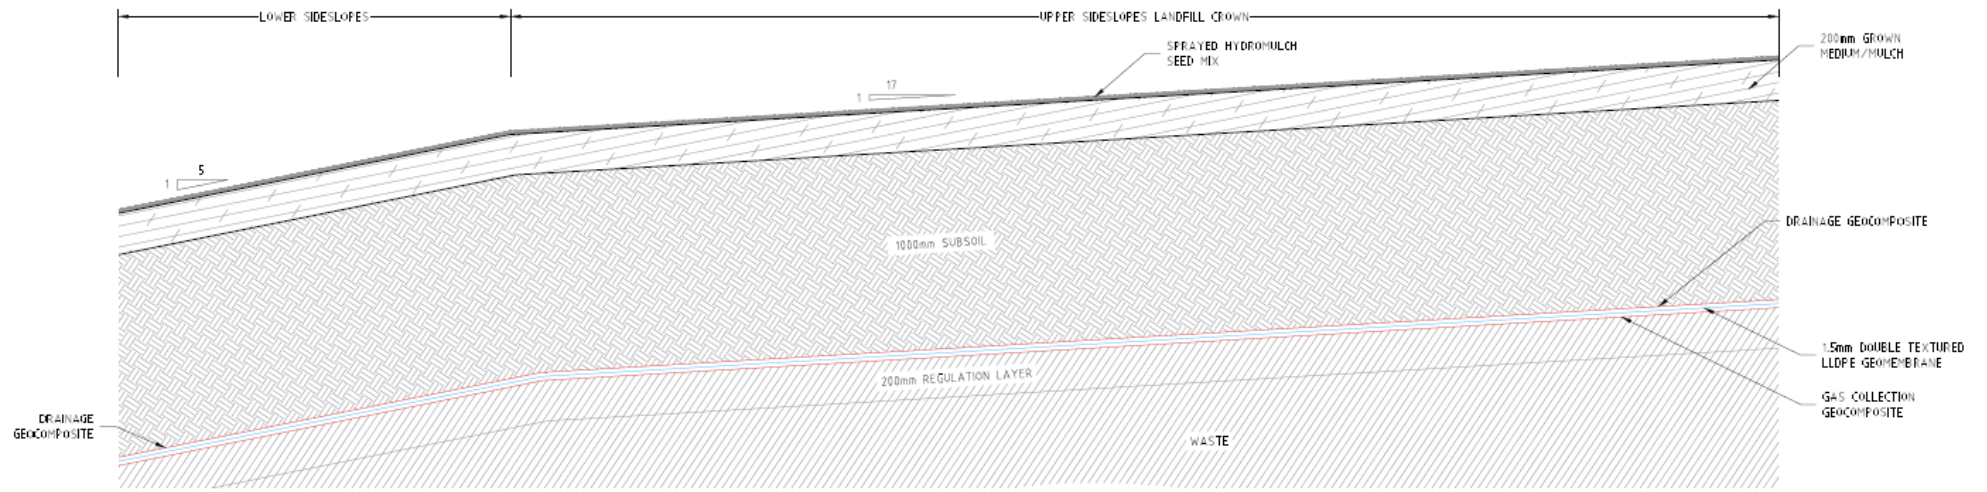 LOWER SIDESLOPES
UPPER SIDESLOPES LANDFILL CROWN
SPRAYED HYDROMULCH
SEED MIX
200mm GROWN
MEDIUM/MULCH
17
1
5
1
1000mm SUBSOIL
DRAINAGE GEOCOMPOSITE
1.5mm DOUBLE TEXTURED
LLDPE GEOMEMBRANE
200mm REGULATION LAYER
GAS COLLECTION
GEOCOMPOSITE
DRAINAGE
GEOCOMPOSITE
WASTE